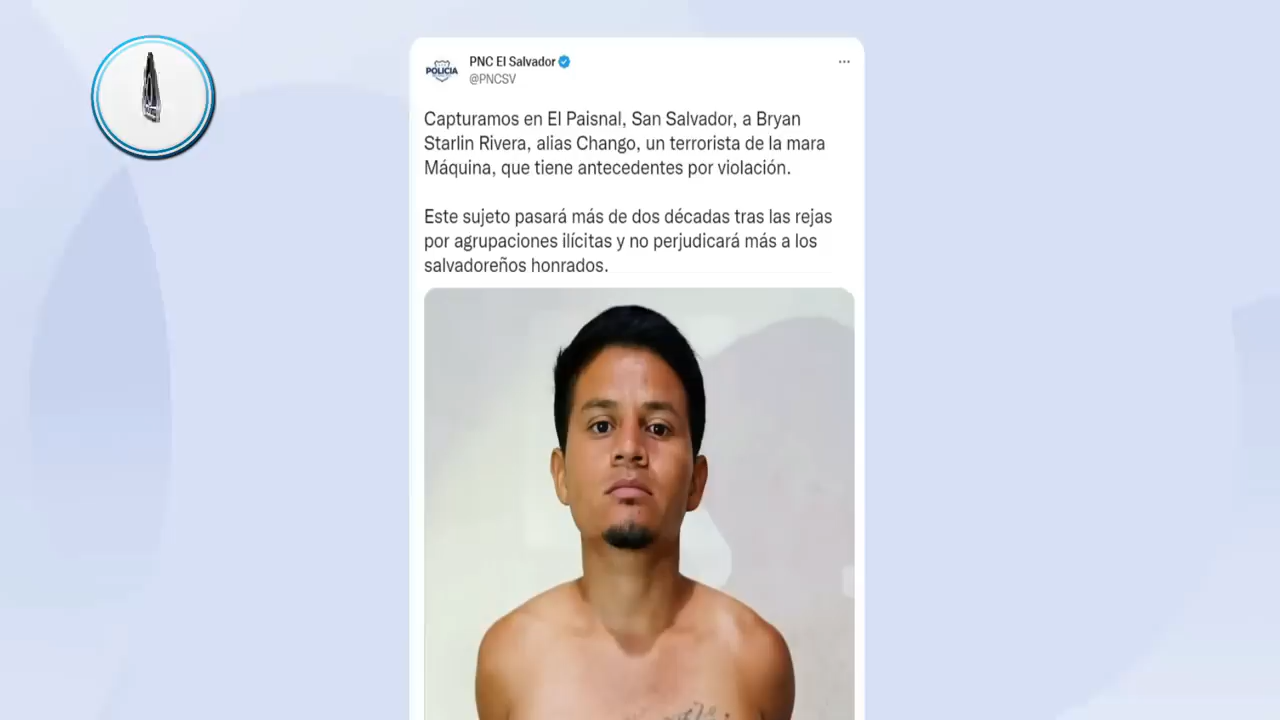 PNC El Salvador
@PNCSV
POLICIA
Capturamos en El Paisnal, San Salvador, a Bryan
Starlin Rivera, alias Chango, un terrorista de la mara
Máquina, que tiene antecedentes por violación.
Este sujeto pasará más de dos décadas tras las rejas
por agrupaciones ilícitas y no perjudicará más a los
salvadoreños honrados.